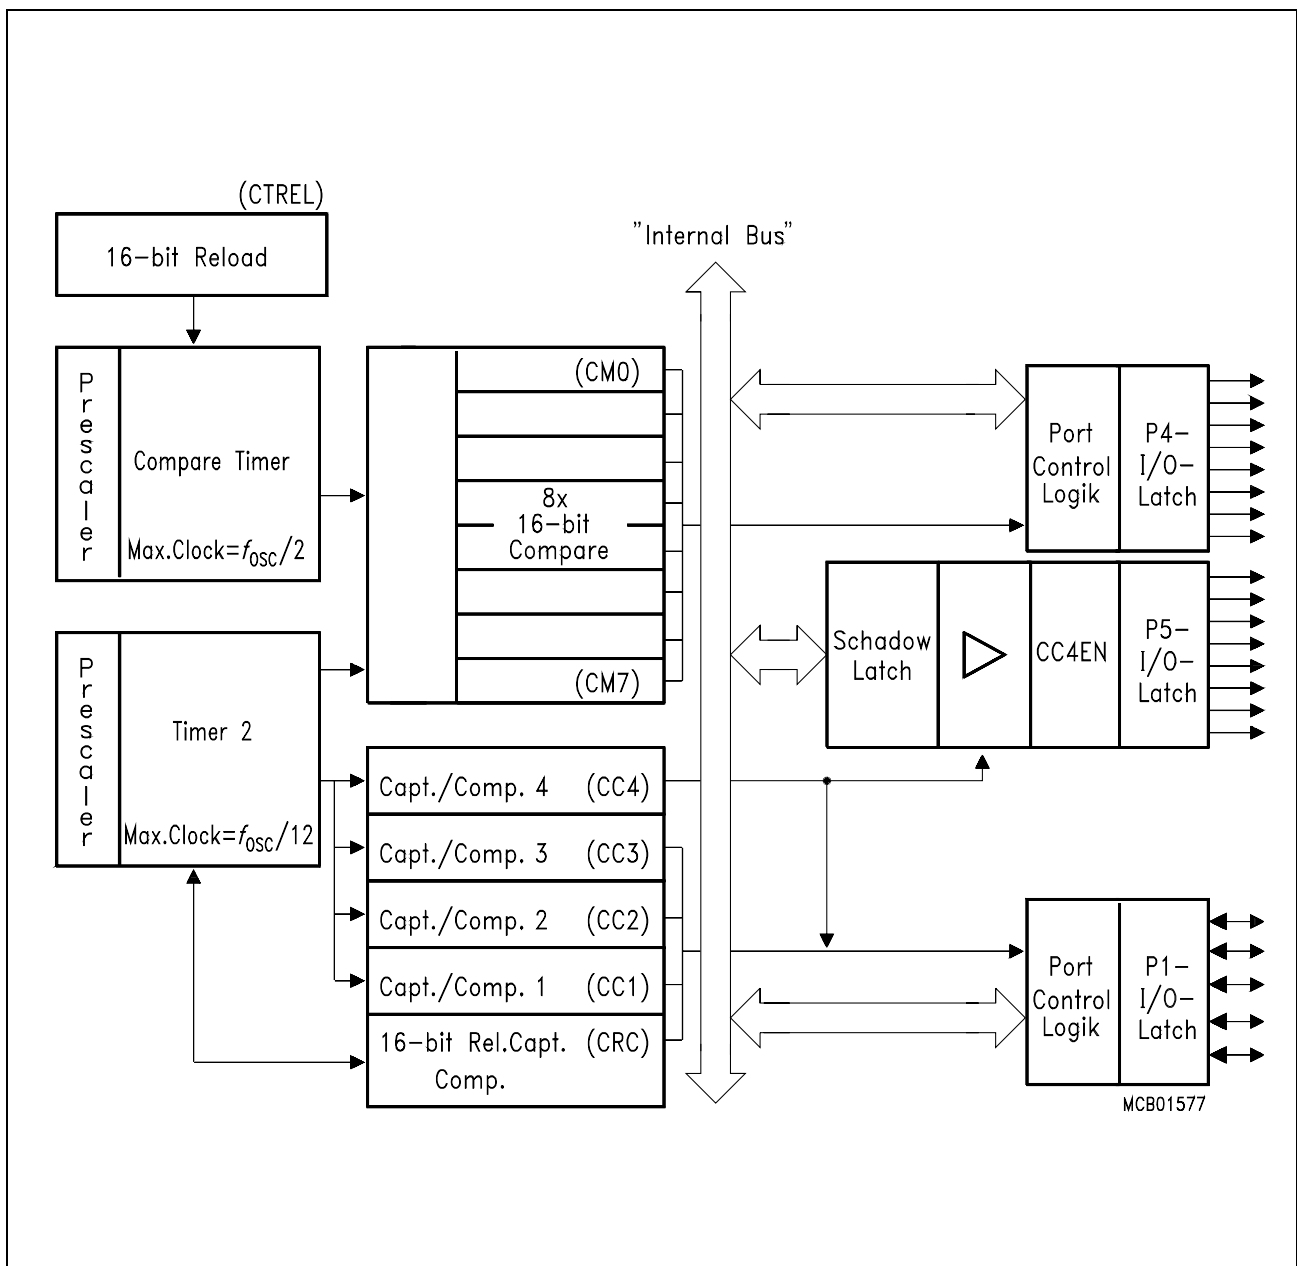 (CTREL)
16-bit Reload
"Internal Bus"
Prescaler
Compare Timer
Max.Clock=fOSC/2
(CM0)
8x
16-bit
Compare
(CM7)
Port
Control
Logik
P4-
I/O-
Latch
Schadow
Latch
CC4EN
P5-
I/O-
Latch
Prescaler
Timer 2
Max.Clock=fOSC/12
Capt./Comp. 4 (CC4)
Capt./Comp. 3 (CC3)
Capt./Comp. 2 (CC2)
Capt./Comp. 1 (CC1)
16-bit Rel.Capt. (CRC)
Comp.
Port
Control
Logik
P1-
I/O-
Latch
MCB01577